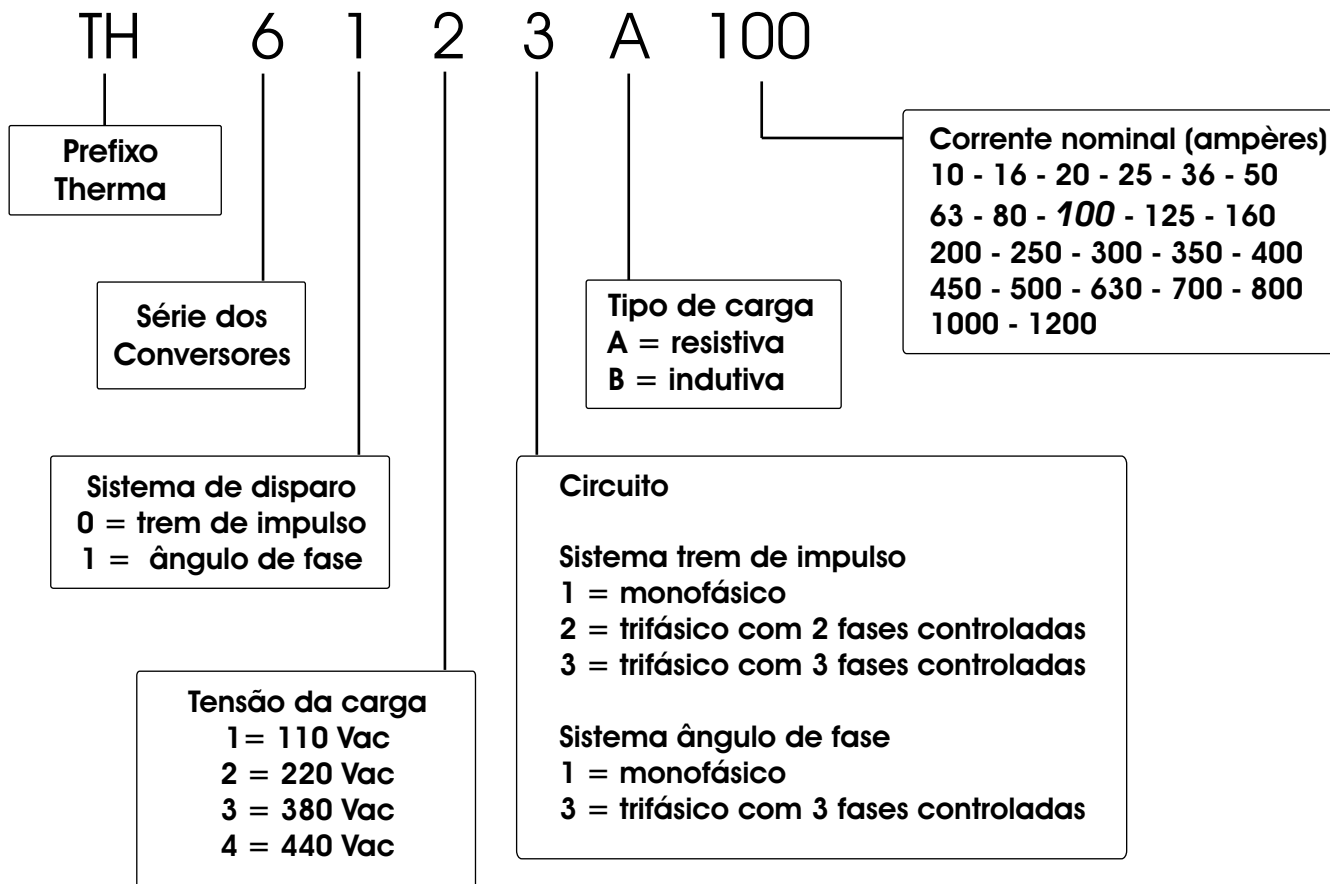 TH 6 1 2 3 A 100
Prefixo
Therma
Corrente nominal (ampères)
10 - 16 - 20 - 25 - 36 - 50
63 - 80 - 100 - 125 - 160
200 - 250 - 300 - 350 - 400
450 - 500 - 630 - 700 - 800
1000 - 1200
Série dos
Conversores
Tipo de carga
A = resistiva
B = indutiva
Sistema de disparo
0 = trem de impulso
1 = ângulo de fase
Circuito
Sistema trem de impulso
1 = monofásico
2 = trifásico com 2 fases controladas
3 = trifásico com 3 fases controladas
Sistema ângulo de fase
1 = monofásico
3 = trifásico com 3 fases controladas
Tensão da carga
1= 110 Vac
2 = 220 Vac
3 = 380 Vac
4 = 440 Vac